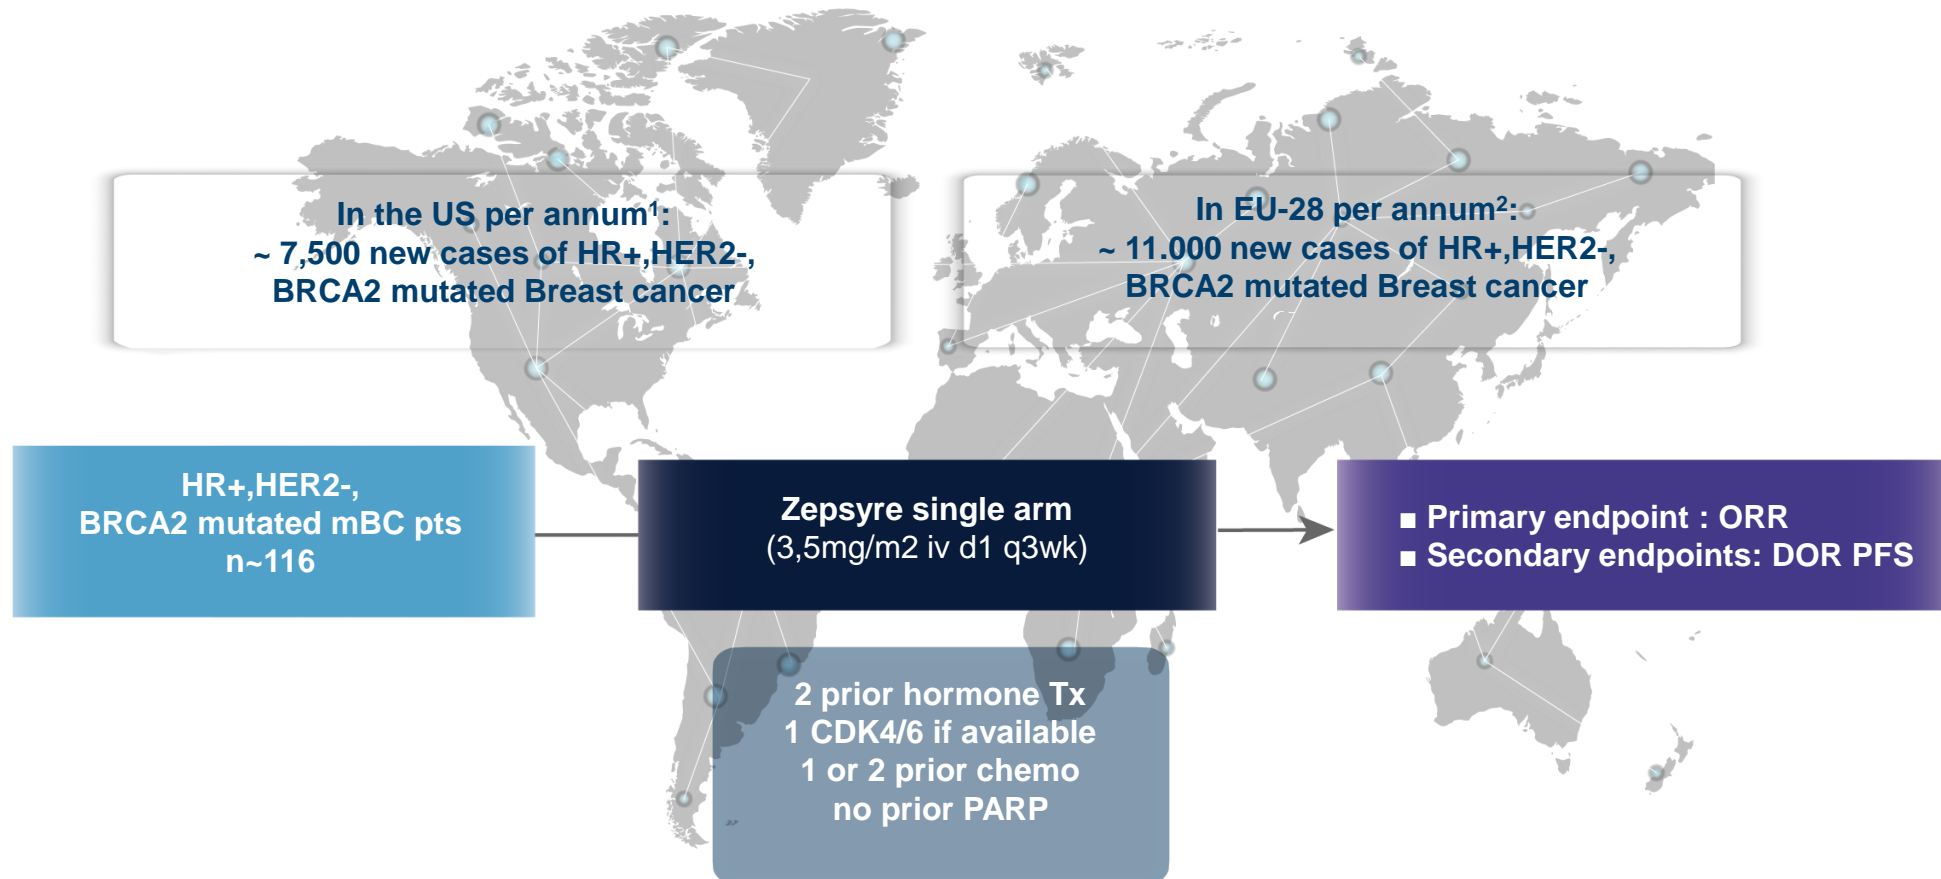 In the US per annum¹:
~ 7,500 new cases of HR+,HER2-,
BRCA2 mutated Breast cancer
In EU-28 per annum²:
~ 11.000 new cases of HR+,HER2-,
BRCA2 mutated Breast cancer
HR+,HER2-,
BRCA2 mutated mBC pts
n~116
Zepsyre single arm
(3,5mg/m2 iv d1 q3wk)
■ Primary endpoint : ORR
■ Secondary endpoints: DOR PFS
2 prior hormone Tx
1 CDK4/6 if available
1 or 2 prior chemo
no prior PARP